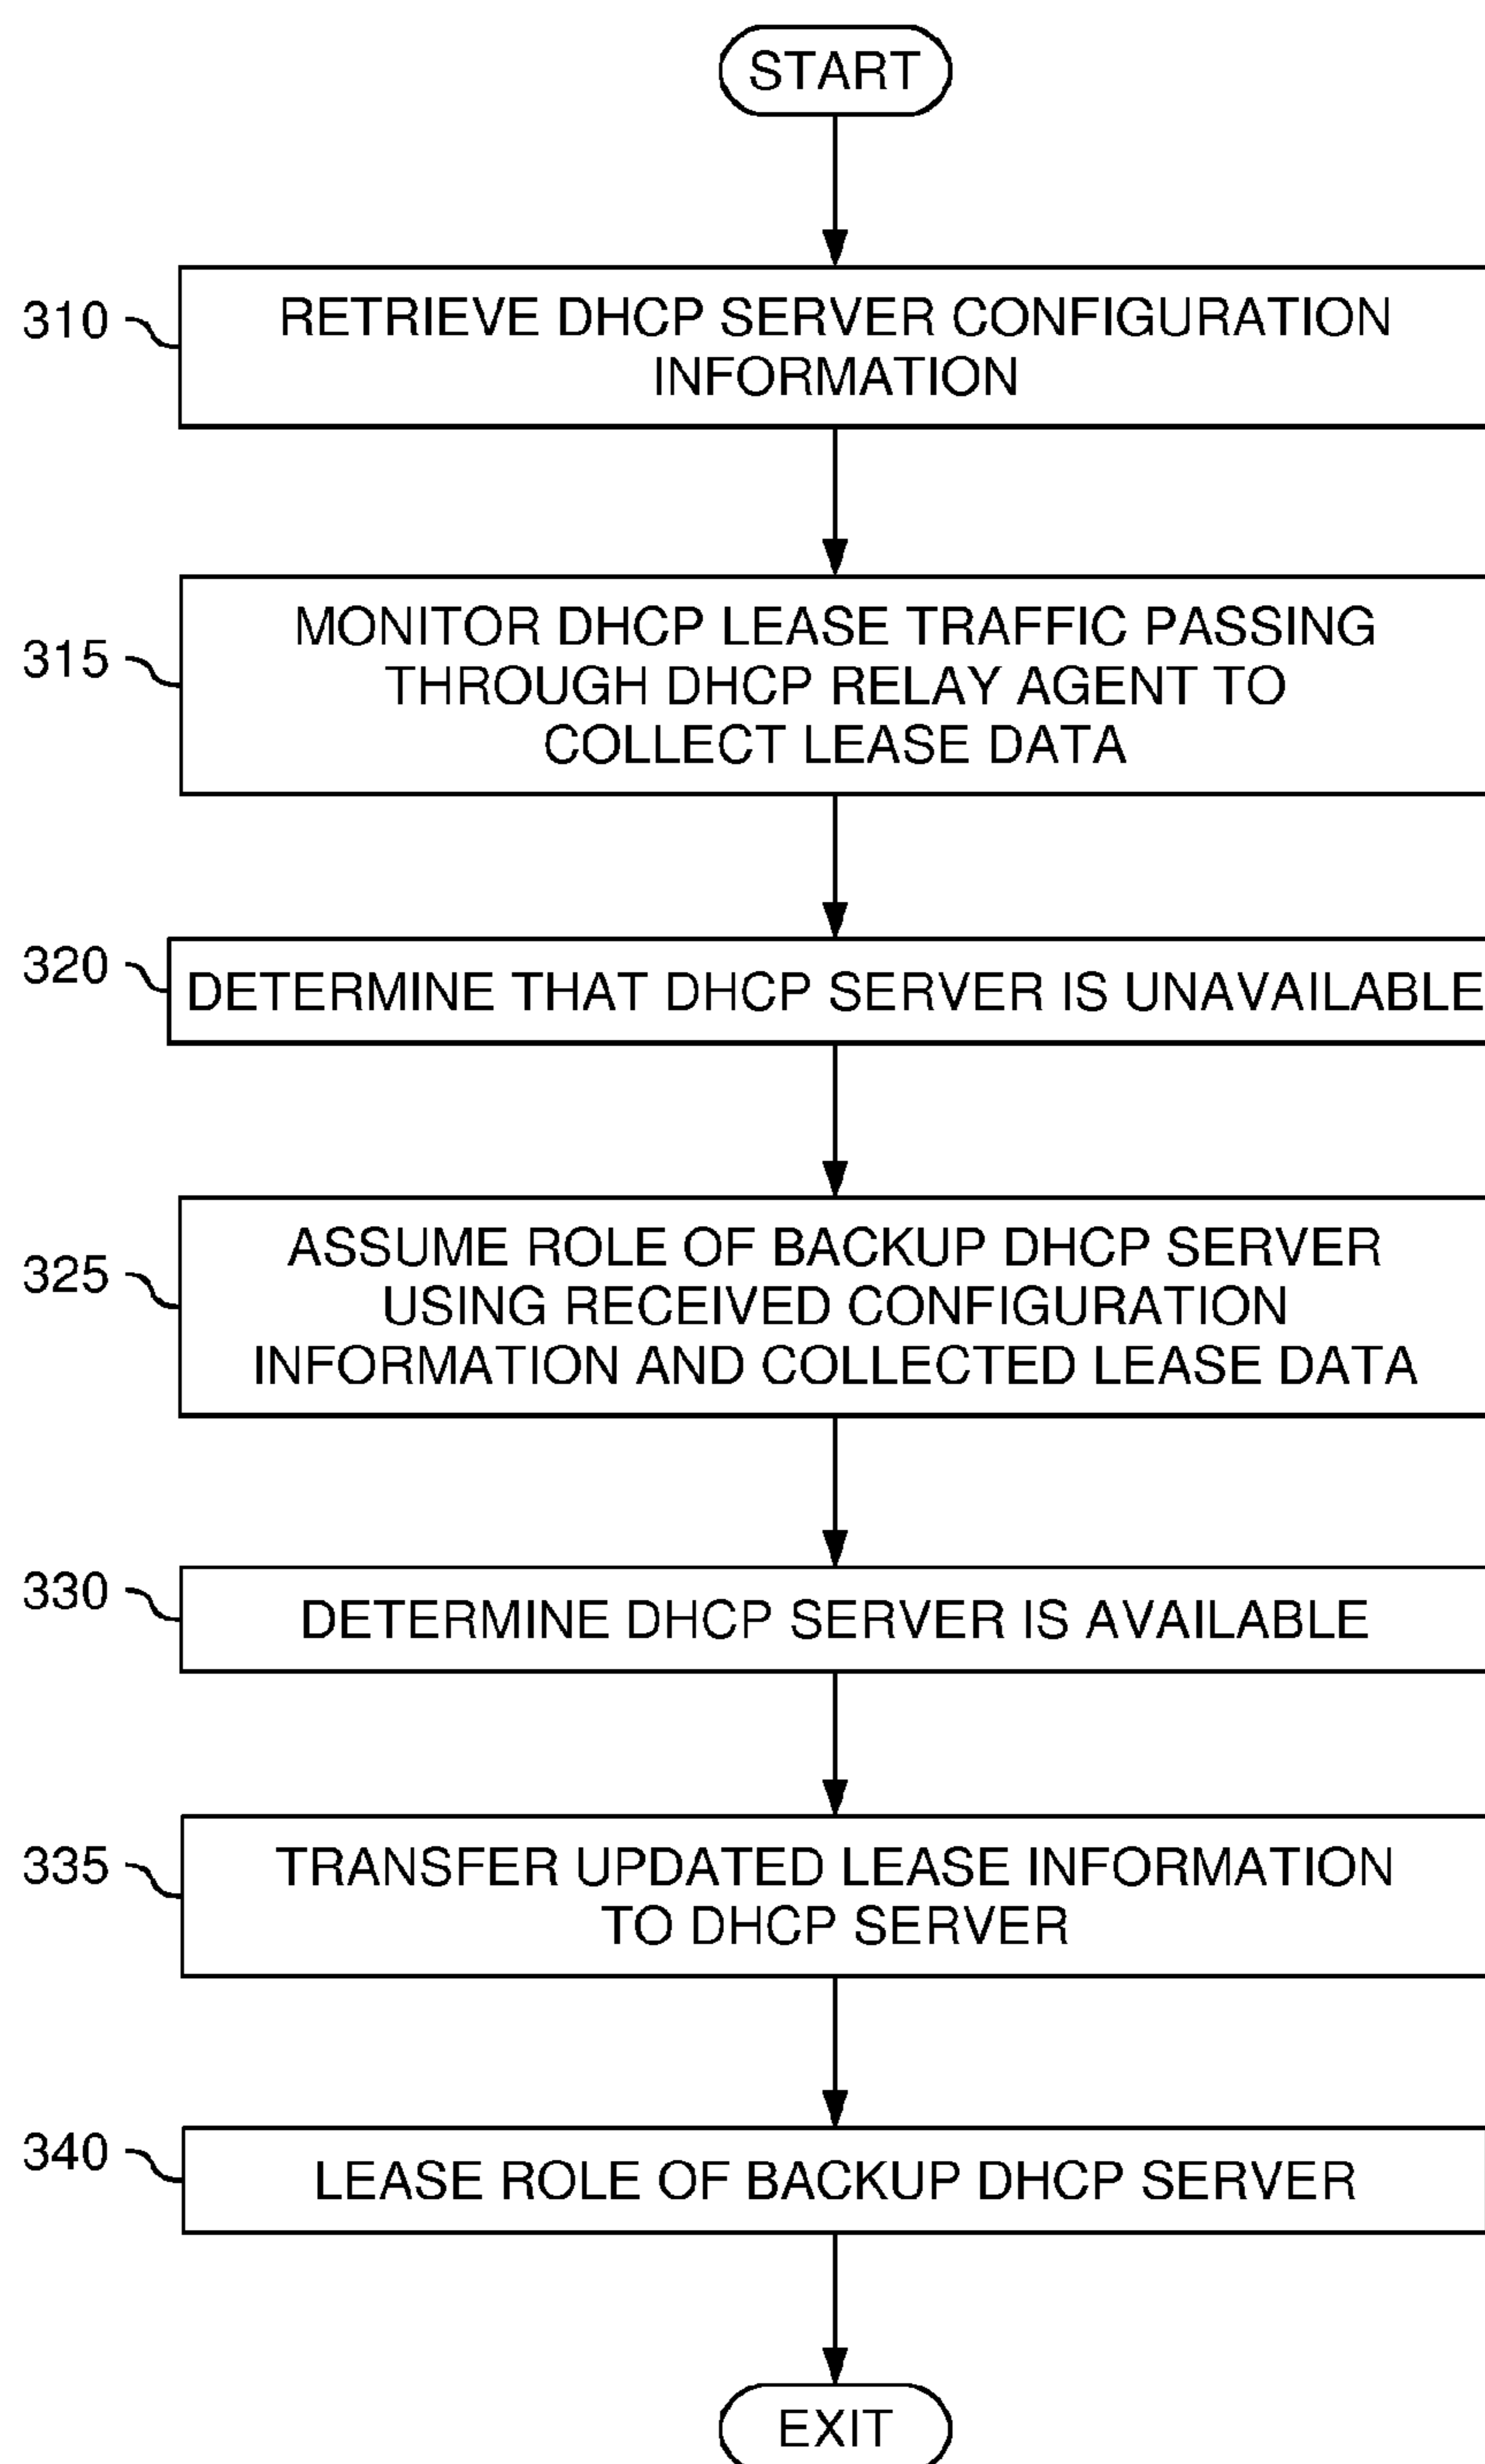 START
310
RETRIEVE DHCP SERVER CONFIGURATION
INFORMATION
315
MONITOR DHCP LEASE TRAFFIC PASSING
THROUGH DHCP RELAY AGENT TO
COLLECT LEASE DATA
320
DETERMINE THAT DHCP SERVER IS UNAVAILABLE
325
ASSUME ROLE OF BACKUP DHCP SERVER
USING RECEIVED CONFIGURATION
INFORMATION AND COLLECTED LEASE DATA
330
DETERMINE DHCP SERVER IS AVAILABLE
335
TRANSFER UPDATED LEASE INFORMATION
TO DHCP SERVER
340
LEASE ROLE OF BACKUP DHCP SERVER
EXIT